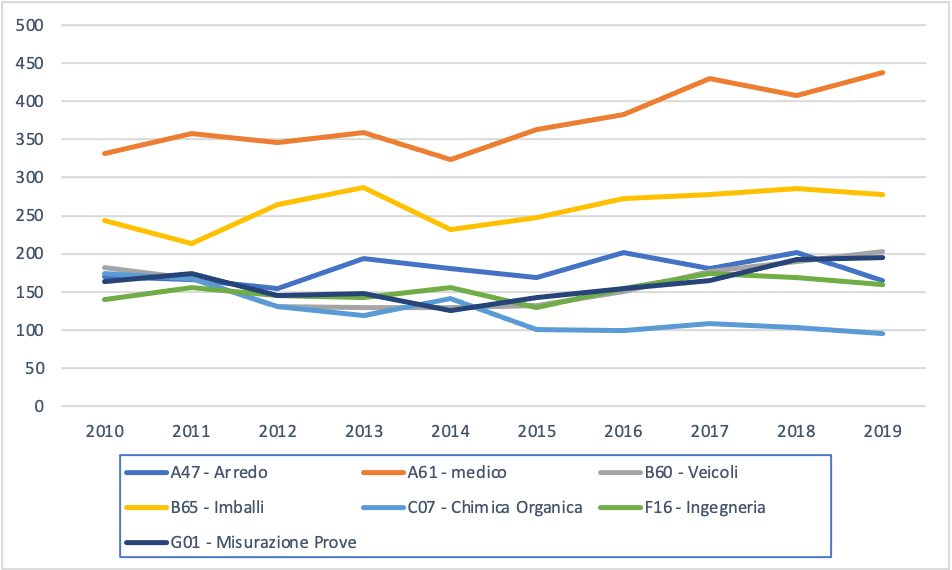 500
450
400
350
300
250
200
150
100
50
0
2010 2011 2012 2013 2014 2015 2016 2017 2018 2019
A47 - Arredo A61 - medico B60 - Veicoli
B65 - Imballi C07 - Chimica Organica F16 - Ingegneria
G01 - Misurazione Prove